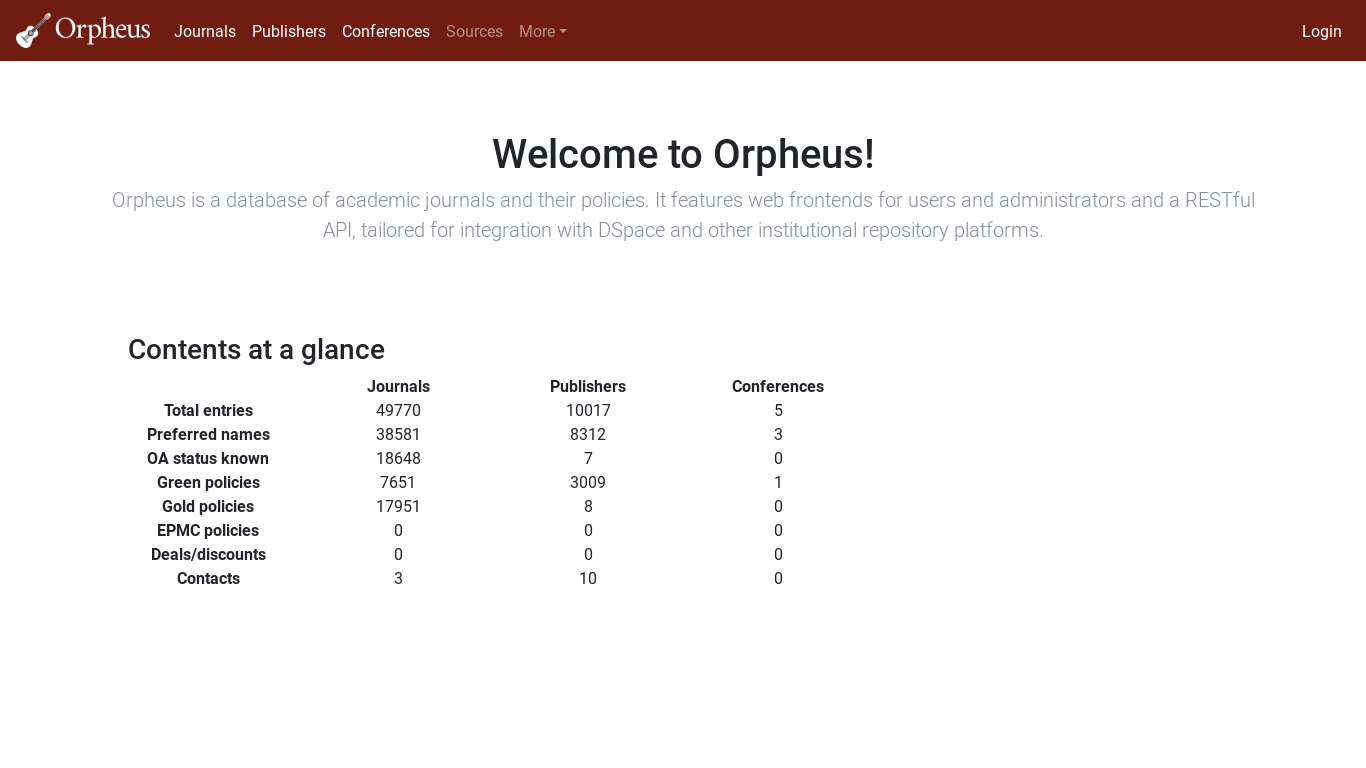 Orpheus Journals Publishers Conferences Sources More Login
Welcome to Orpheus!
Orpheus is a database of academic journals and their policies. It features web frontends for users and administrators and a RESTful
API, tailored for integration with DSpace and other institutional repository platforms.
Contents at a glance
Journals Publishers Conferences
Total entries 49770 10017 5
Preferred names 38581 8312 3
OA status known 18648 7 0
Green policies 7651 3009 1
Gold policies 17951 8 0
EPMC policies 0 0 0
Deals/discounts 0 0 0
Contacts 3 10 0